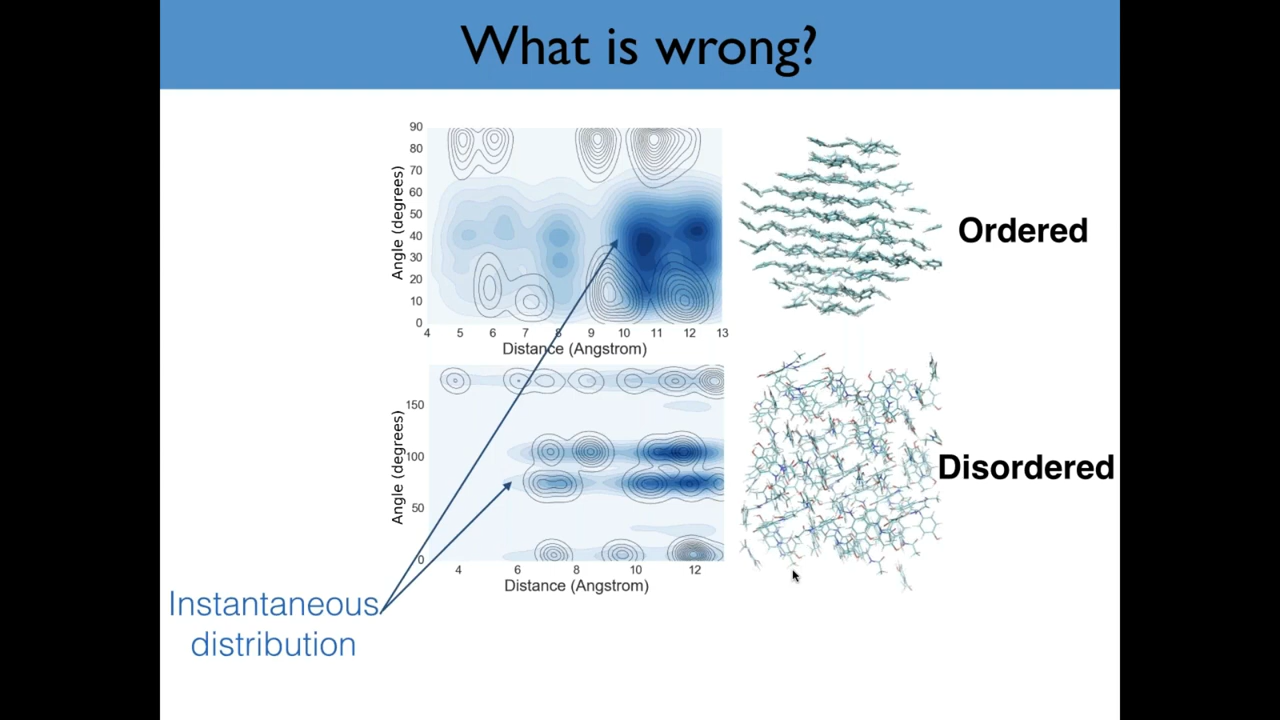 What is wrong?
90
80
70
60
50
40
30
20
10
0
Angle (degrees)
4 5 6 7 8 9 10 11 12 13
Distance (Angstrom)
Ordered
150
100
50
0
Angle (degrees)
4 6 8 10 12
Distance (Angstrom)
Disordered
Instantaneous
distribution